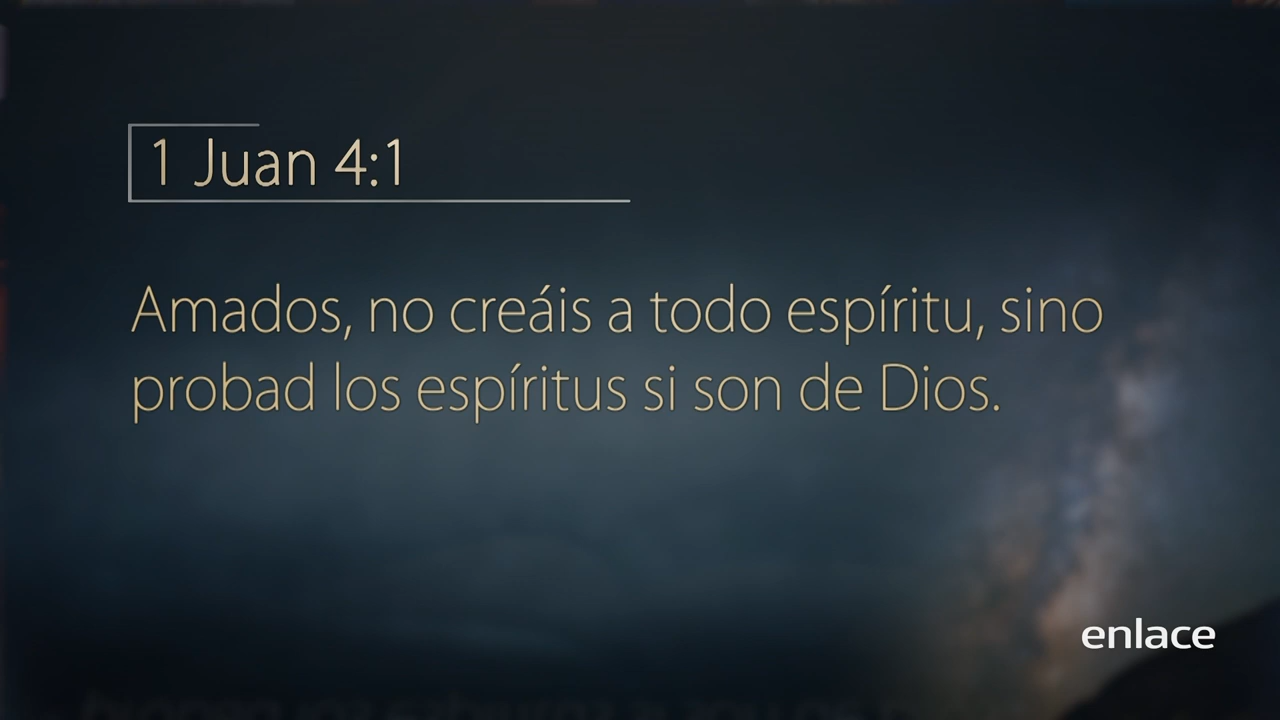 1 Juan 4:1
Amados, no creáis a todo espíritu, sino
probad los espíritus si son de Dios.
enlace